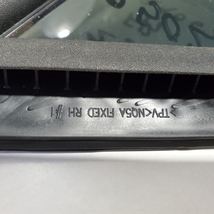 >TPV<NQ5A FIXED RH #1